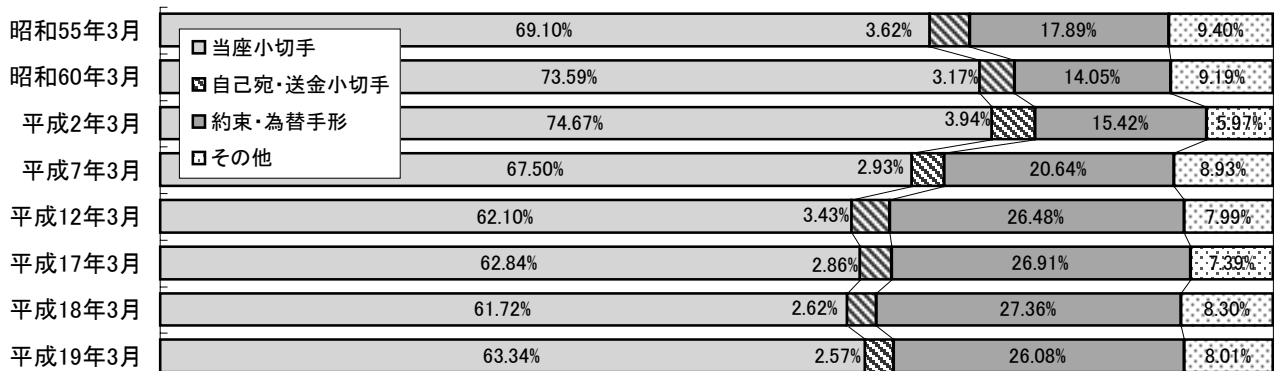 昭和55年3月 69.10% 3.62% 17.89% 9.40%
当座小切手
昭和60年3月 73.59% 3.17% 14.05% 9.19%
自己宛・送金小切手
平成2年3月 74.67% 3.94% 15.42% 5.97%
約束・為替手形
その他
平成7年3月 67.50% 2.93% 20.64% 8.93%
平成12年3月 62.10% 3.43% 26.48% 7.99%
平成17年3月 62.84% 2.86% 26.91% 7.39%
平成18年3月 61.72% 2.62% 27.36% 8.30%
平成19年3月 63.34% 2.57% 26.08% 8.01%